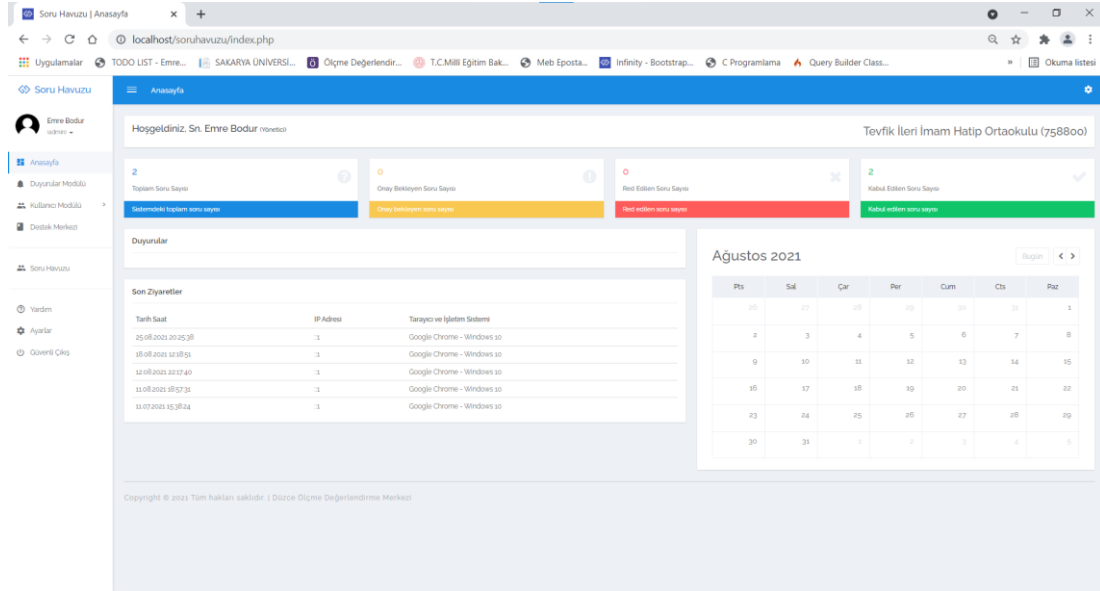 Soru Havuzu | Anasayfa
localhost/soruhavuzu/index.php
Uygulamalar TODO LIST - Emre... SAKARYA ÜNİVERSİ... Ölçme Değerlendir... T.C.Milli Eğitim Bak... Meb Eposta... Infinity - Bootstrap... C Programlama Query Builder Class... » Okuma listesi
Soru Havuzu
Anasayfa
Emre Bodur
(admin)
Hoşgeldiniz, Sn. Emre Bodur (Yönetici)
Tevfik İleri İmam Hatip Ortaokulu (758800)
Anasayfa
Duyurular Modülü
Kullanıcı Modülü
Destek Merkezi
Soru Havuzu
Yardım
Ayarlar
Güvenli Çıkış
2
Toplam Soru Sayısı
Sistemdeki toplam soru sayısı
0
Onay Bekleyen Soru Sayısı
Onay bekleyen soru sayısı
0
Red Edilen Soru Sayısı
Red edilen soru sayısı
2
Kabul Edilen Soru Sayısı
Kabul edilen soru sayısı
Duyurular
Son Ziyaretler
Tarih Saat IP Adresi Tarayıcı ve İşletim Sistemi
25.08.2021 20:25:38 ::1 Google Chrome - Windows 10
18.08.2021 12:18:51 ::1 Google Chrome - Windows 10
12.08.2021 22:17:40 ::1 Google Chrome - Windows 10
11.08.2021 18:57:31 ::1 Google Chrome - Windows 10
11.07.2021 15:38:24 ::1 Google Chrome - Windows 10
Ağustos 2021
Bugün
Pts Sal Çar Per Cum Cts Paz
26 27 28 29 30 31 1
2 3 4 5 6 7 8
9 10 11 12 13 14 15
16 17 18 19 20 21 22
23 24 25 26 27 28 29
30 31 1 2 3 4 5
Copyright © 2021 Tüm hakları saklıdır. | Düzce Ölçme Değerlendirme Merkezi